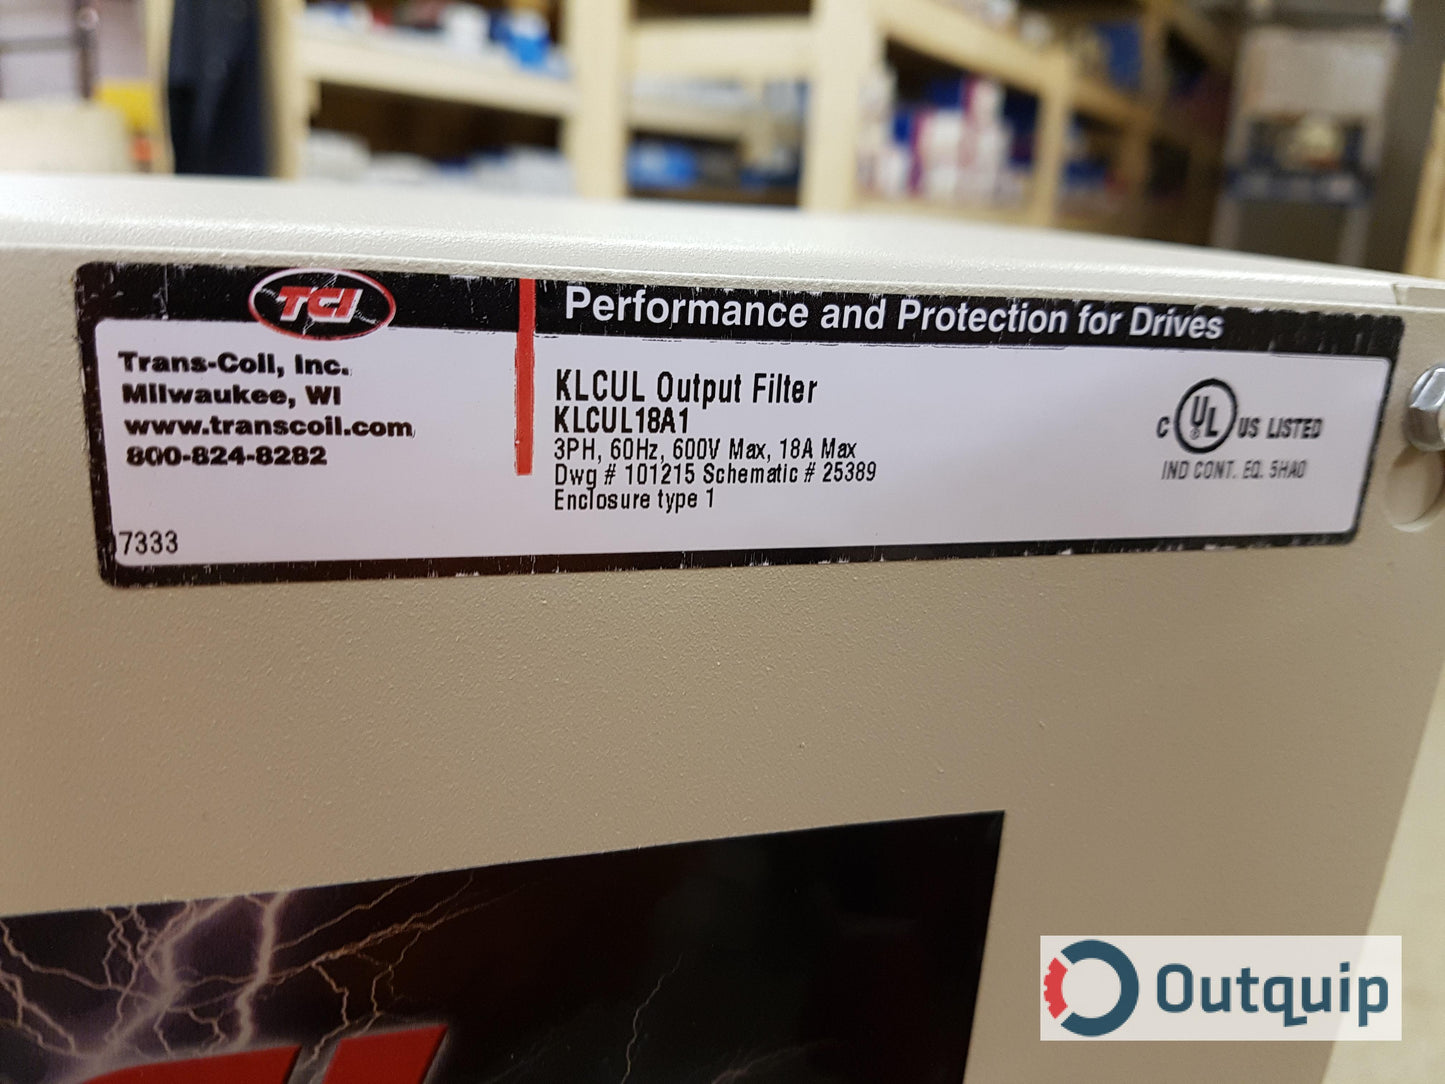 TCI
Performance and Protection for Drives
Trans-Coil, Inc.
Milwaukee, WI
www.transcoil.com
800-824-8282
17333
KLCUL Output Filter
KLCUL18A1
3PH, 60Hz, 600V Max, 18A Max
Dwg # 101215 Schematic # 25389
Enclosure type 1
C UL US LISTED
IND CONT. EQ. 5HA0
Outquip